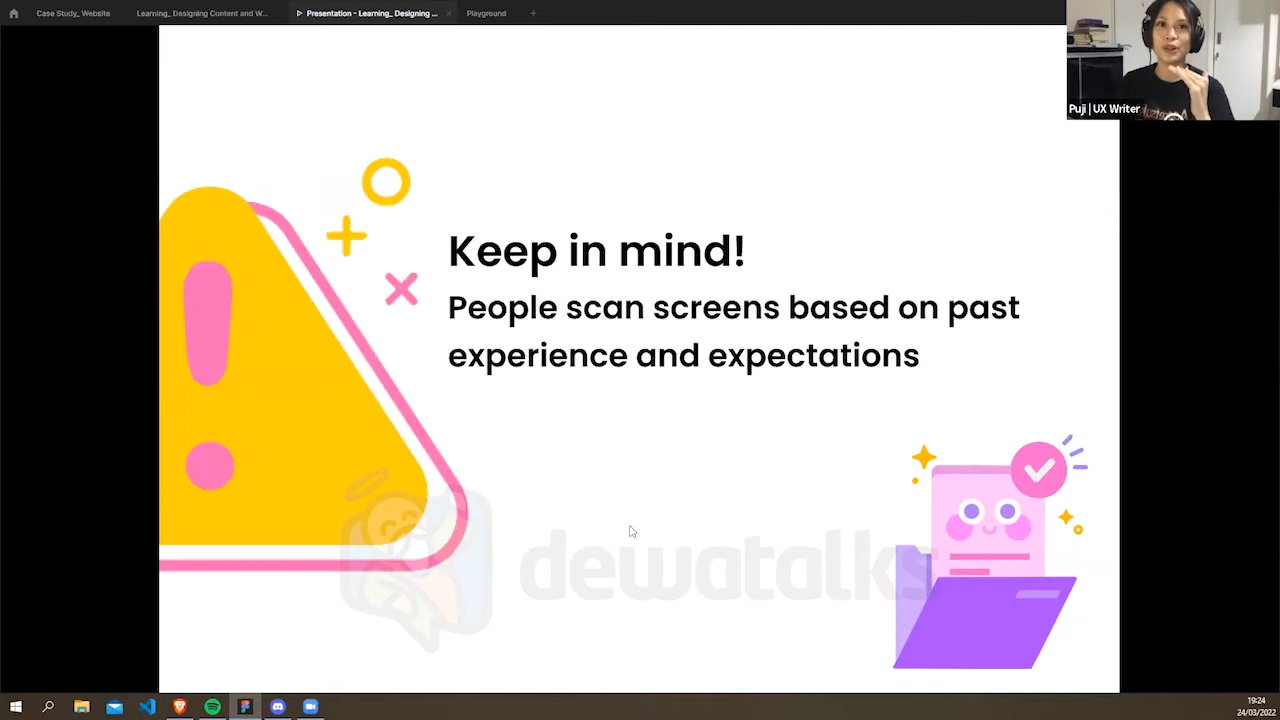 Case Study_ Website
Learning_ Designing Content and W...
Presentation - Learning_ Designing ...
Playground
Puji | UX Writer
Keep in mind!
People scan screens based on past
experience and expectations
dewatalks
19:24
24/03/2022